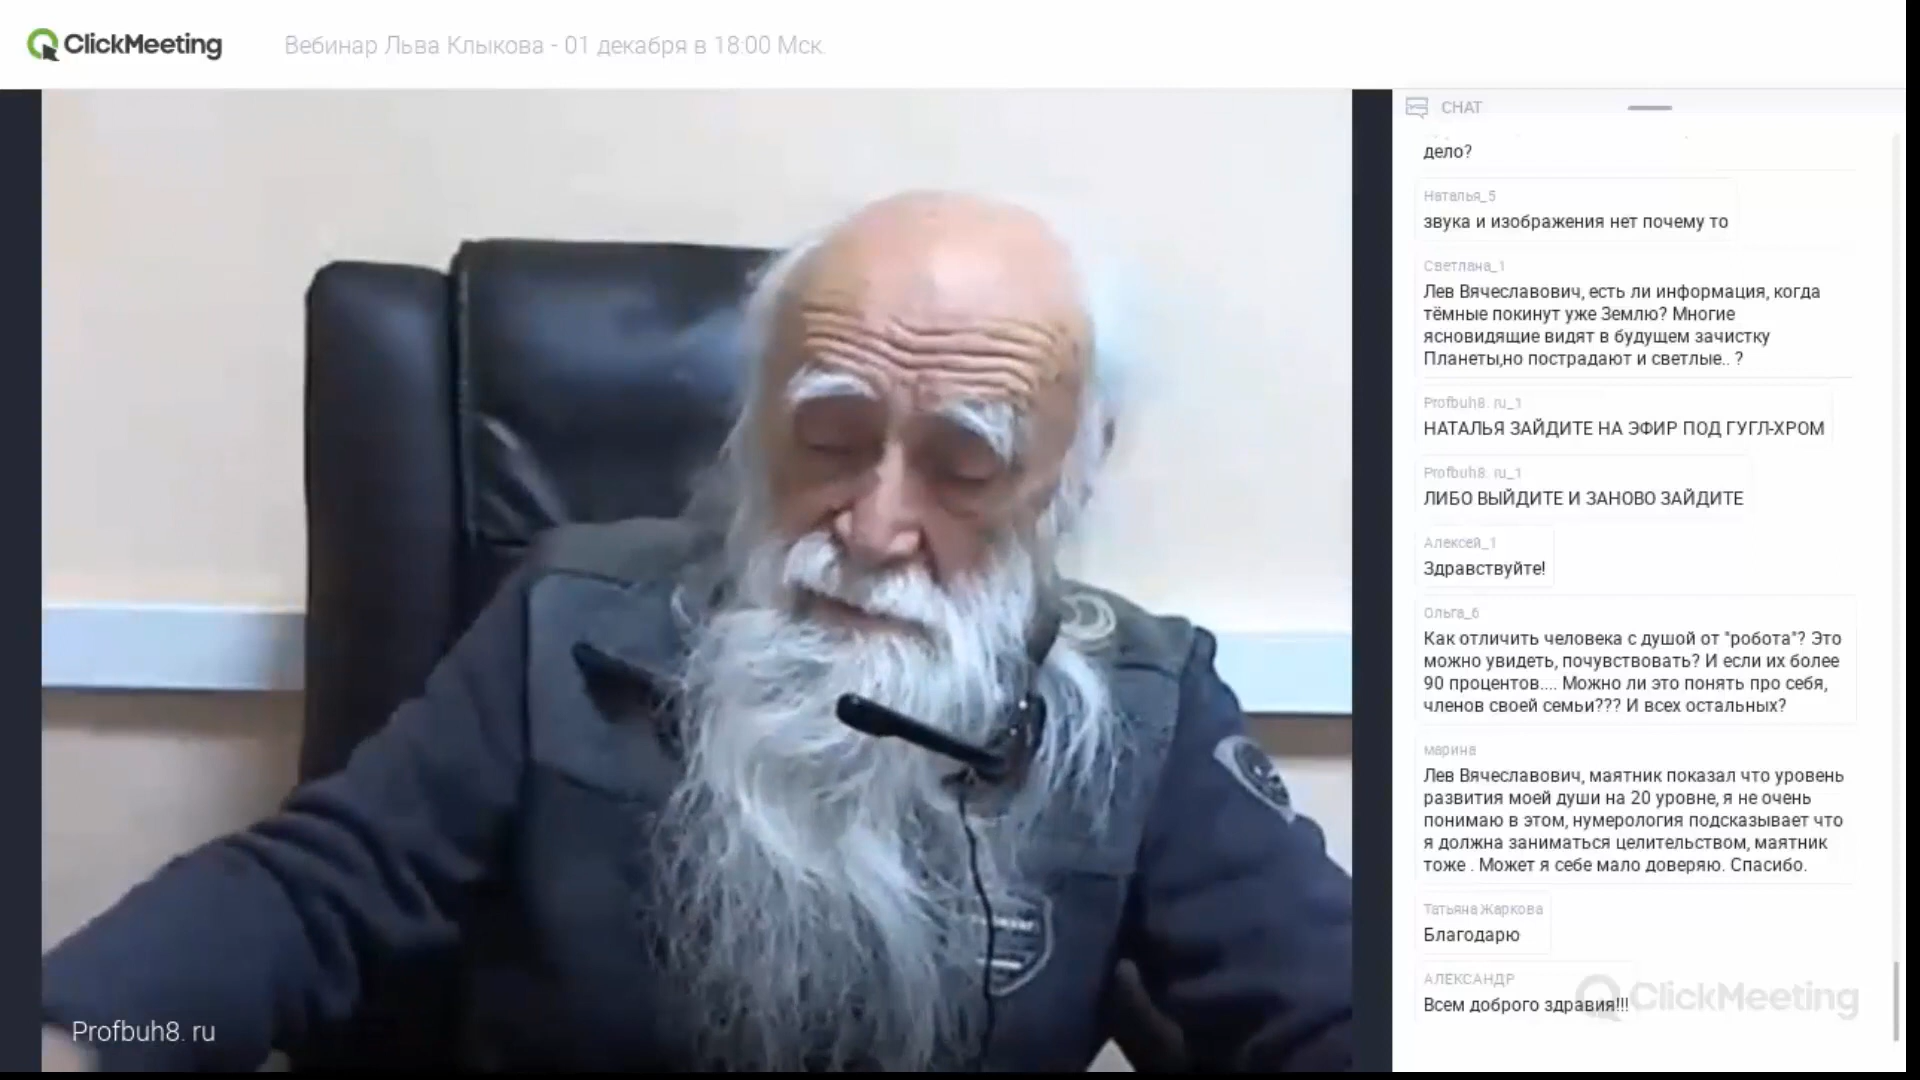 ClickMeeting
Вебинар Льва Клыкова - 01 декабря в 18:00 Мск.
CHAT
дело?
Наталья_5
звука и изображения нет почему то
Светлана_1
Лев Вячеславович, есть ли информация, когда
тёмные покинут уже Землю? Многие
ясновидящие видят в будущем зачистку
Планеты,но пострадают и светлые.. ?
Profbuh8. ru_1
НАТАЛЬЯ ЗАЙДИТЕ НА ЭФИР ПОД ГУГЛ-ХРОМ
Profbuh8. ru_1
ЛИБО ВЫЙДИТЕ И ЗАНОВО ЗАЙДИТЕ
Алексей_1
Здравствуйте!
Ольга_6
Как отличить человека с душой от "робота"? Это
можно увидеть, почувствовать? И если их более
90 процентов.... Можно ли это понять про себя,
членов своей семьи??? И всех остальных?
марина
Лев Вячеславович, маятник показал что уровень
развития моей души на 20 уровне, я не очень
понимаю в этом, нумерология подсказывает что
я должна заниматься целительством, маятник
тоже . Может я себе мало доверяю. Спасибо.
Татьяна Жаркова
Благодарю
АЛЕКСАНДР
Всем доброго здравия!!!
ClickMeeting
Profbuh8. ru